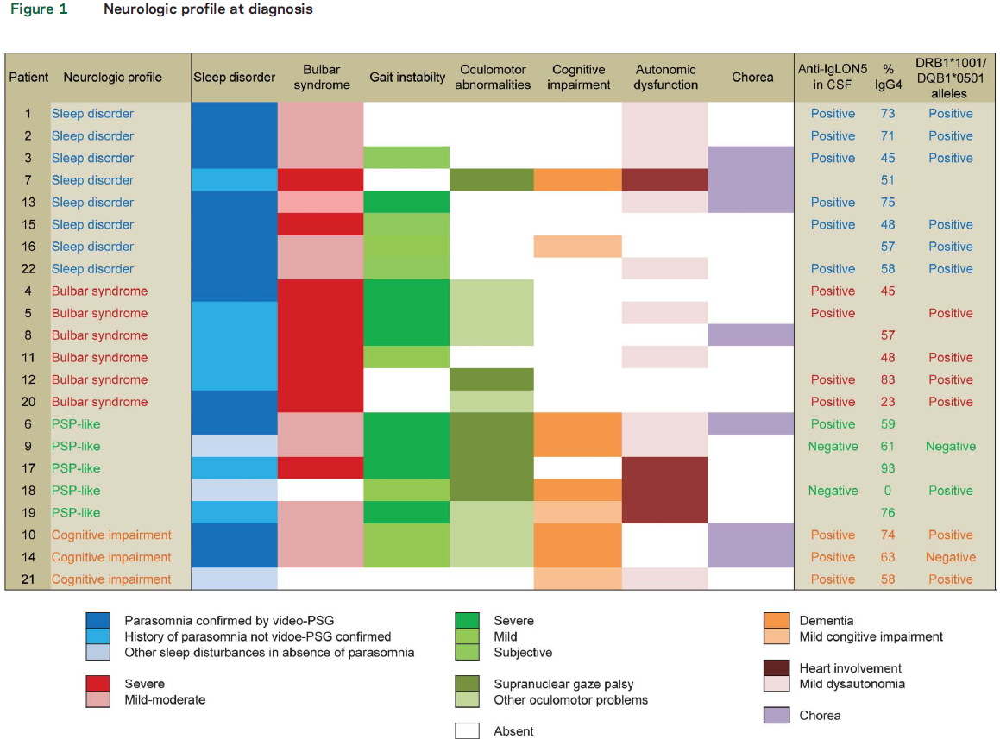 Figure 1 Neurologic profile at diagnosis
Patient Neurologic profile Sleep disorder Bulbar syndrome Gait instabilty Oculomotor abnormalities Cognitive impairment Autonomic dysfunction Chorea Anti-IgLON5 in CSF % IgG4 DRB1*1001/ DQB1*0501 alleles
1 Sleep disorder Positive 73 Positive
2 Sleep disorder Positive 71 Positive
3 Sleep disorder Positive 45 Positive
7 Sleep disorder 51
13 Sleep disorder Positive 75
15 Sleep disorder Positive 48 Positive
16 Sleep disorder 57 Positive
22 Sleep disorder Positive 58 Positive
4 Bulbar syndrome Positive 45
5 Bulbar syndrome Positive Positive
8 Bulbar syndrome 57
11 Bulbar syndrome 48 Positive
12 Bulbar syndrome Positive 83 Positive
20 Bulbar syndrome Positive 23 Positive
6 PSP-like Positive 59
9 PSP-like Negative 61 Negative
17 PSP-like 93
18 PSP-like Negative 0 Positive
19 PSP-like 76
10 Cognitive impairment Positive 74 Positive
14 Cognitive impairment Positive 63 Negative
21 Cognitive impairment Positive 58 Positive
Parasomnia confirmed by video-PSG
History of parasomnia not vidoe-PSG confirmed
Other sleep disturbances in absence of parasomnia
Severe
Mild-moderate
Severe
Mild
Subjective
Supranuclear gaze palsy
Other oculomotor problems
Absent
Dementia
Mild congitive impairment
Heart involvement
Mild dysautonomia
Chorea